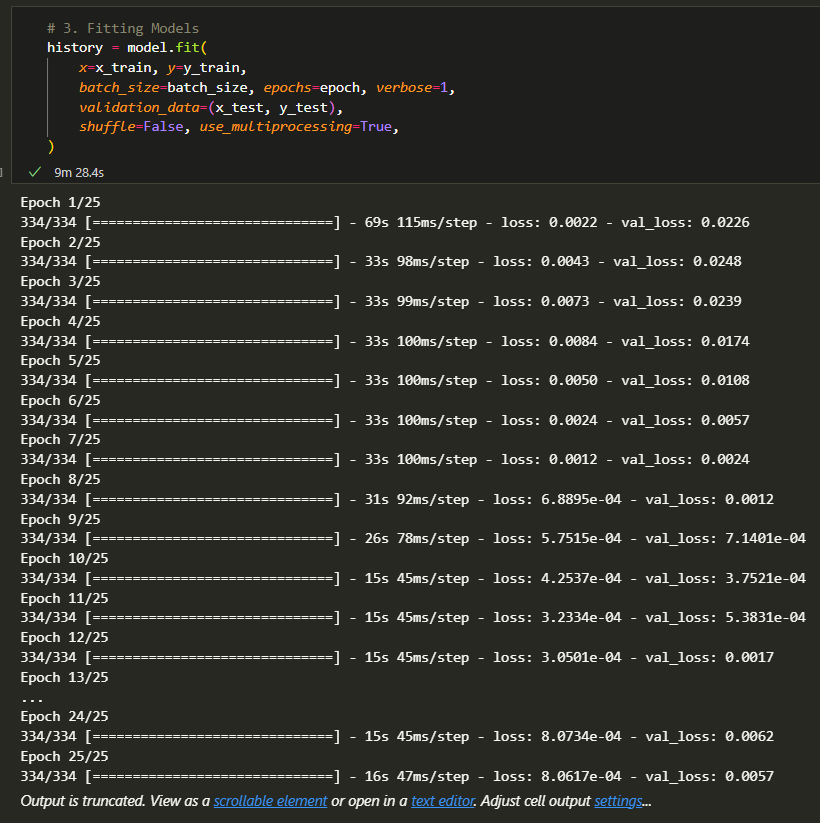 # 3. Fitting Models
history = model.fit(
x=x_train, y=y_train,
batch_size=batch_size, epochs=epoch, verbose=1,
validation_data=(x_test, y_test),
shuffle=False, use_multiprocessing=True,
)
] ✓ 9m 28.4s
Epoch 1/25
334/334 [==============================] - 69s 115ms/step - loss: 0.0022 - val_loss: 0.0226
Epoch 2/25
334/334 [==============================] - 33s 98ms/step - loss: 0.0043 - val_loss: 0.0248
Epoch 3/25
334/334 [==============================] - 33s 99ms/step - loss: 0.0073 - val_loss: 0.0239
Epoch 4/25
334/334 [==============================] - 33s 100ms/step - loss: 0.0084 - val_loss: 0.0174
Epoch 5/25
334/334 [==============================] - 33s 100ms/step - loss: 0.0050 - val_loss: 0.0108
Epoch 6/25
334/334 [==============================] - 33s 100ms/step - loss: 0.0024 - val_loss: 0.0057
Epoch 7/25
334/334 [==============================] - 33s 100ms/step - loss: 0.0012 - val_loss: 0.0024
Epoch 8/25
334/334 [==============================] - 31s 92ms/step - loss: 6.8895e-04 - val_loss: 0.0012
Epoch 9/25
334/334 [==============================] - 26s 78ms/step - loss: 5.7515e-04 - val_loss: 7.1401e-04
Epoch 10/25
334/334 [==============================] - 15s 45ms/step - loss: 4.2537e-04 - val_loss: 3.7521e-04
Epoch 11/25
334/334 [==============================] - 15s 45ms/step - loss: 3.2334e-04 - val_loss: 5.3831e-04
Epoch 12/25
334/334 [==============================] - 15s 45ms/step - loss: 3.0501e-04 - val_loss: 0.0017
Epoch 13/25
...
Epoch 24/25
334/334 [==============================] - 15s 45ms/step - loss: 8.0734e-04 - val_loss: 0.0062
Epoch 25/25
334/334 [==============================] - 16s 47ms/step - loss: 8.0617e-04 - val_loss: 0.0057
Output is truncated. View as a scrollable element or open in a text editor. Adjust cell output settings...